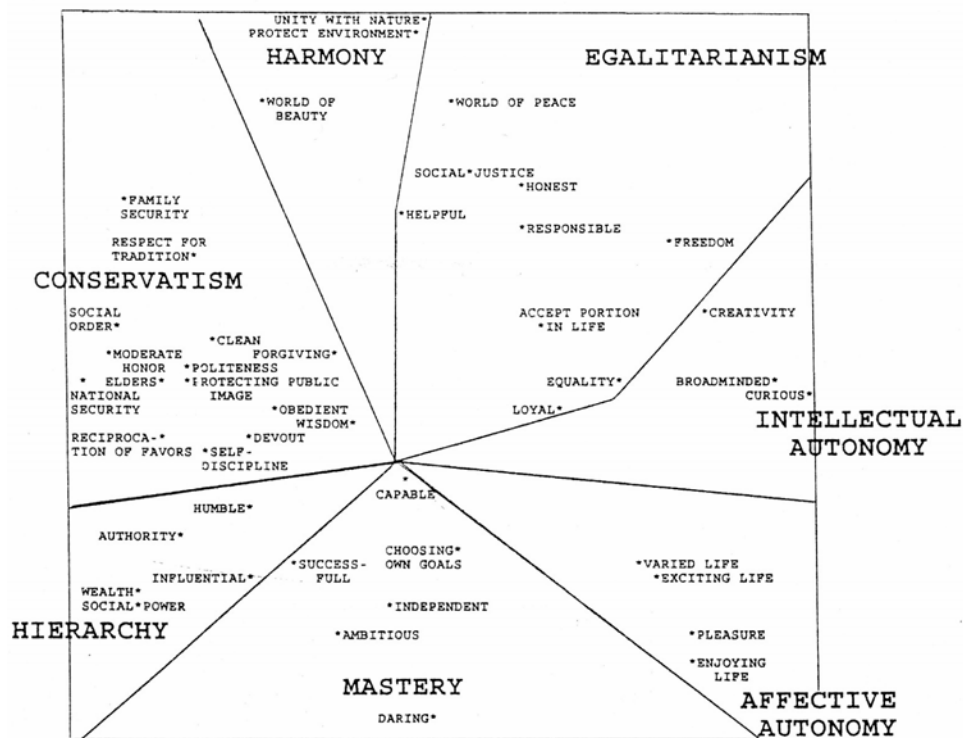 UNITY WITH NATURE*
PROTECT ENVIRONMENT*
HARMONY
EGALITARIANISM
*WORLD OF
BEAUTY
*WORLD OF PEACE
SOCIAL*JUSTICE
*HONEST
*FAMILY
SECURITY
*HELPFUL
*RESPONSIBLE
RESPECT FOR
TRADITION*
*FREEDOM
CONSERVATISM
SOCIAL
ORDER*
ACCEPT PORTION
*IN LIFE
*CREATIVITY
*CLEAN
*MODERATE
FORGIVING*
HONOR
*POLITENESS
* ELDERS*
*PROTECTING PUBLIC
IMAGE
NATIONAL
SECURITY
EQUALITY*
BROADMINDED*
CURIOUS*
*OBEDIENT
WISDOM*
LOYAL*
INTELLECTUAL
AUTONOMY
RECIPROCA-*
TION OF FAVORS
*DEVOUT
*SELF-
DISCIPLINE
*
CAPABLE
HUMBLE*
AUTHORITY*
CHOOSING*
OWN GOALS
*SUCCESS-
FULL
*VARIED LIFE
*EXCITING LIFE
INFLUENTIAL*
WEALTH*
SOCIAL*POWER
*INDEPENDENT
HIERARCHY
*AMBITIOUS
*PLEASURE
*ENJOYING
LIFE
MASTERY
AFFECTIVE
AUTONOMY
DARING*